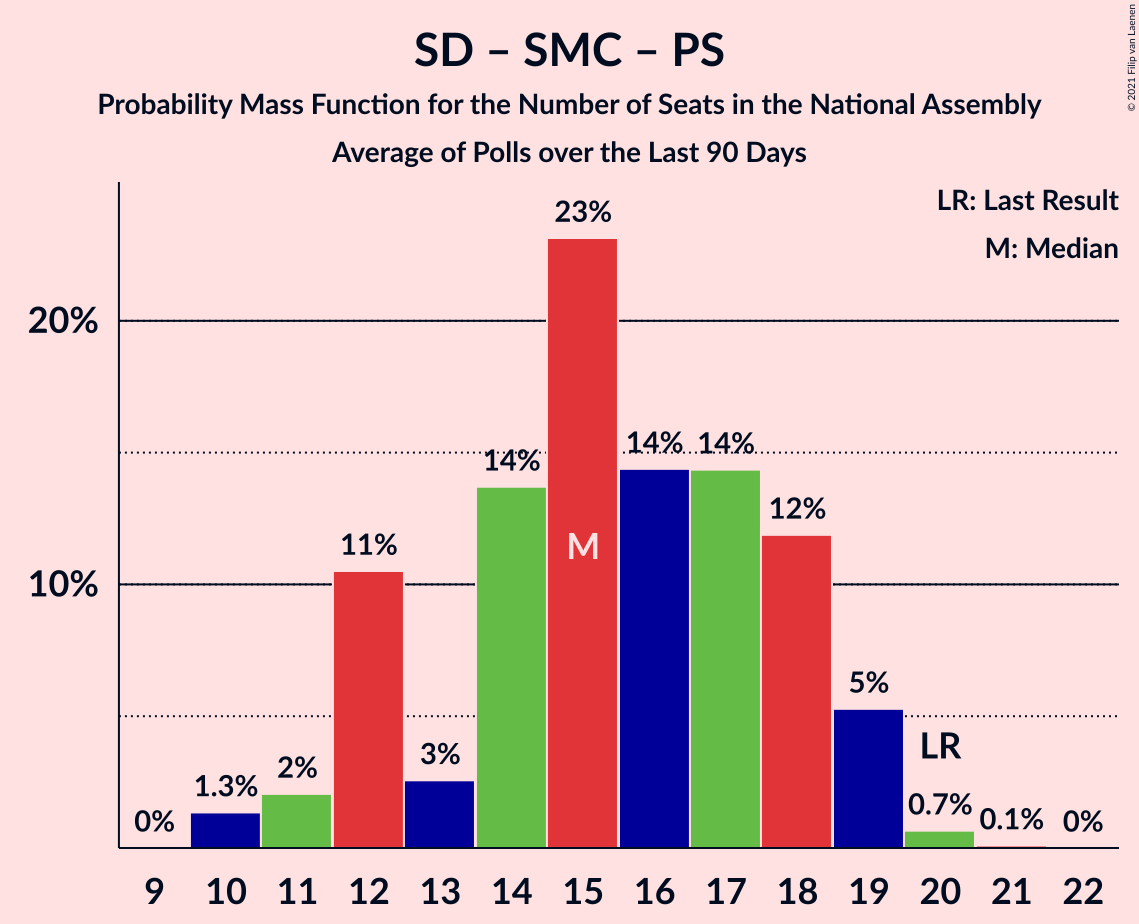 SD – SMC – PS
Probability Mass Function for the Number of Seats in the National Assembly
Average of Polls over the Last 90 Days
© 2021 Filip van Laenen
LR: Last Result
M: Median
20%
10%
0%
1.3%
2%
11%
3%
14%
23%
14%
14%
12%
5%
0.7%
0.1%
0%
M
LR
9 10 11 12 13 14 15 16 17 18 19 20 21 22